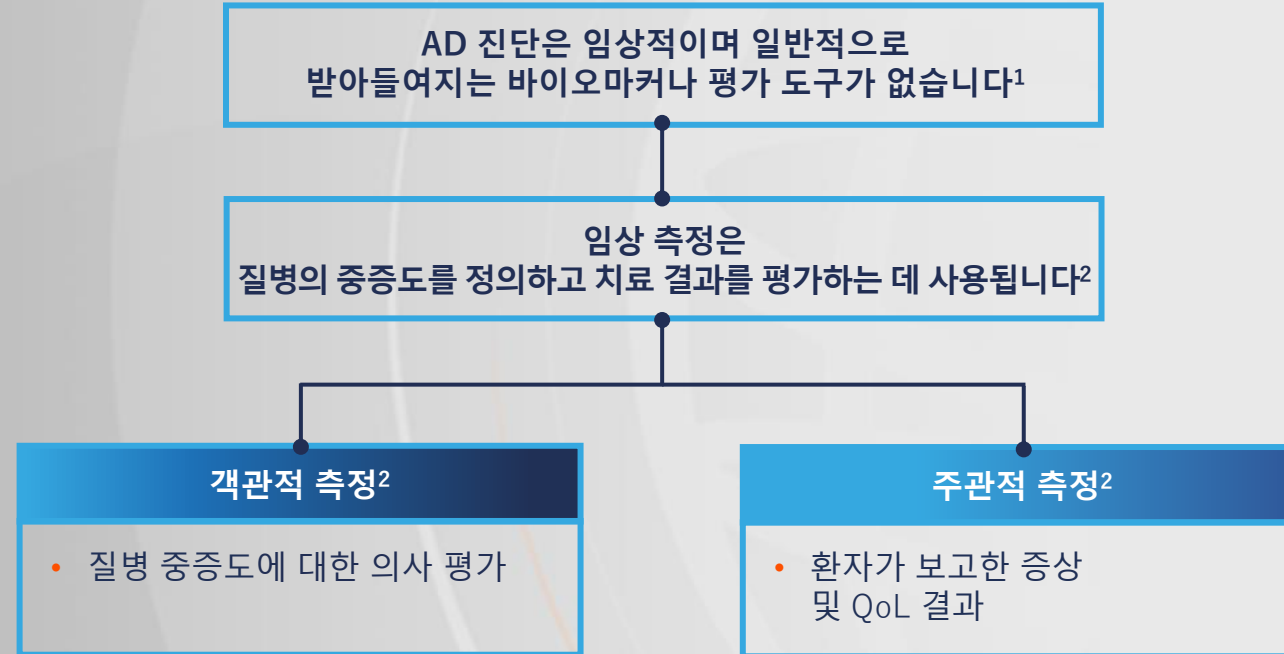 AD 진단은 임상적이며 일반적으로
받아들여지는 바이오마커나 평가 도구가 없습니다¹
임상 측정은
질병의 중증도를 정의하고 치료 결과를 평가하는 데 사용됩니다²
객관적 측정²
• 질병 중증도에 대한 의사 평가
주관적 측정²
• 환자가 보고한 증상
및 QoL 결과